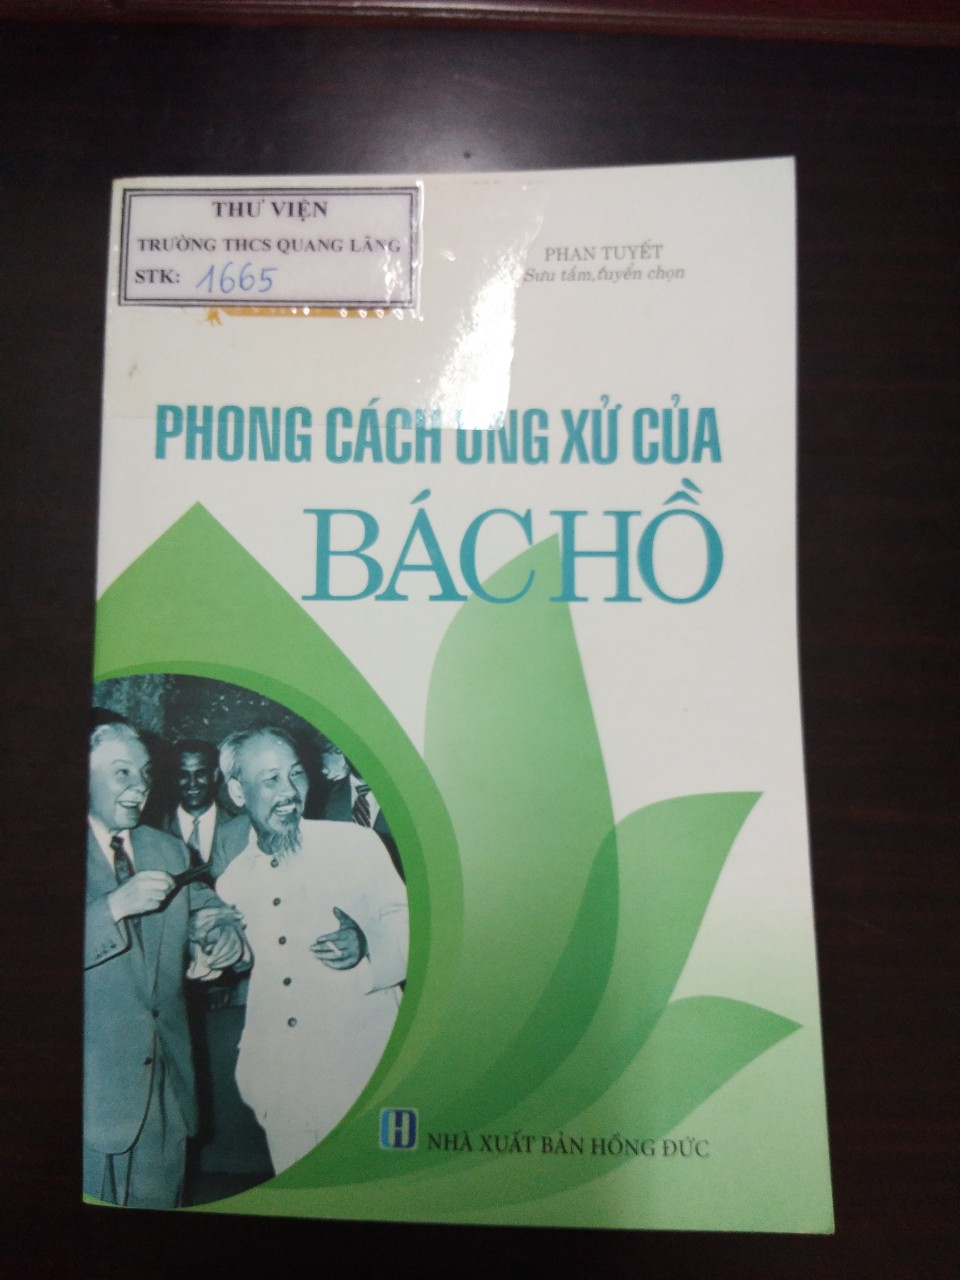 THƯ VIỆN
TRƯỜNG THCS QUANG LÃNG
STK: 1665
PHAN TUYẾT
Sưu tầm, tuyển chọn
PHONG CÁCH ỨNG XỬ CỦA
BÁC HỒ
NHÀ XUẤT BẢN HỒNG ĐỨC